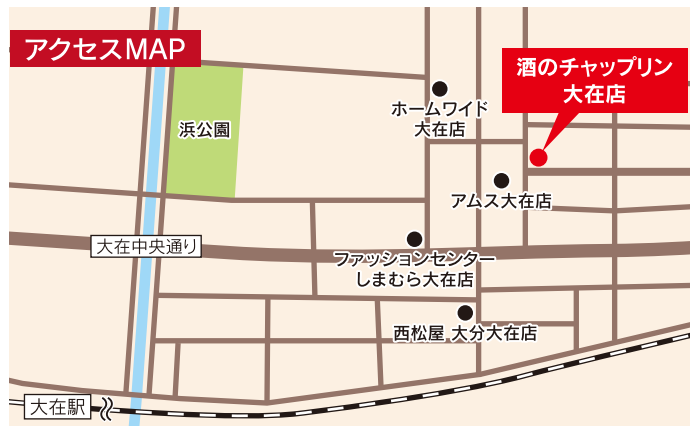 アクセスMAP
酒のチャップリン
大在店
ホームワイド
大在店
浜公園
アムス大在店
大在中央通り
ファッションセンター
しまむら大在店
西松屋 大分大在店
大在駅